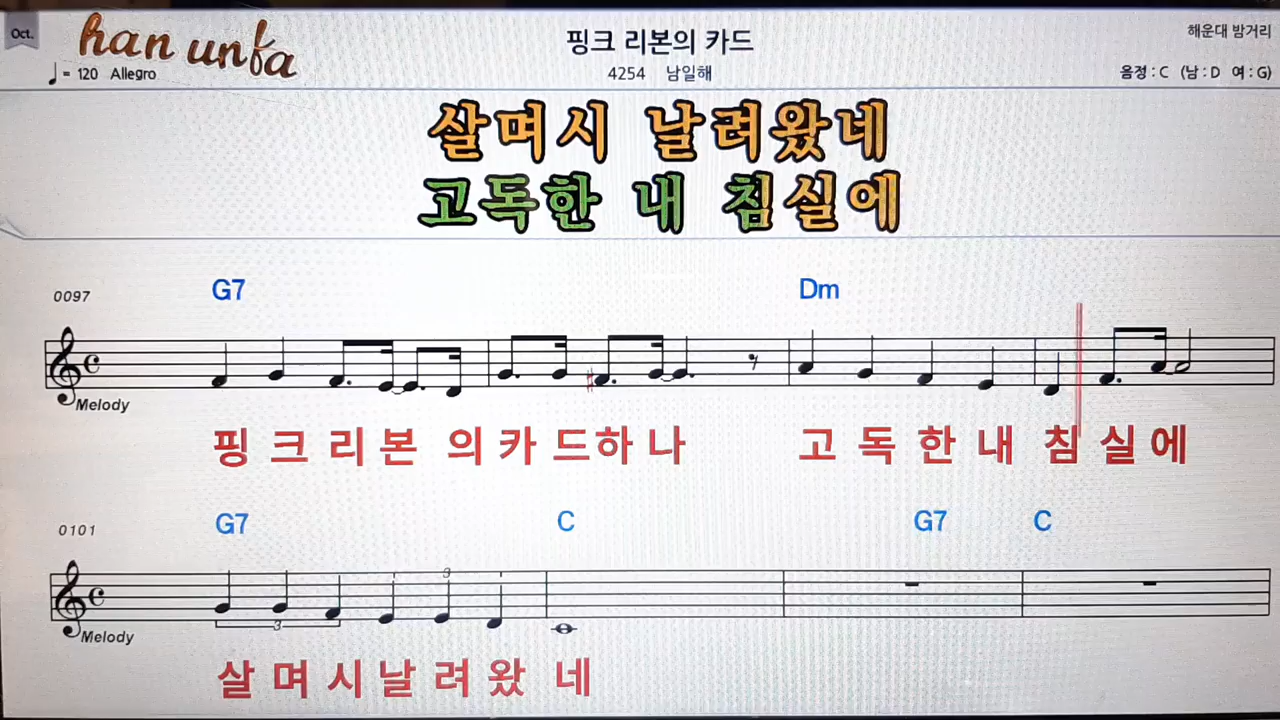 Oct.
han unfa
핑크 리본의 카드
해운대 밤거리
♩ = 120 Allegro
4254 남일해
음정 : C (남 : D 여 : G)
살며시 날려왔네
고독한 내 침실에
0097
G7 Dm
Melody
핑 크 리 본 의 카 드 하 나 고 독 한 내 침 실 에
0101
G7 C G7 C
3 3
Melody
살 며 시 날 려 왔 네